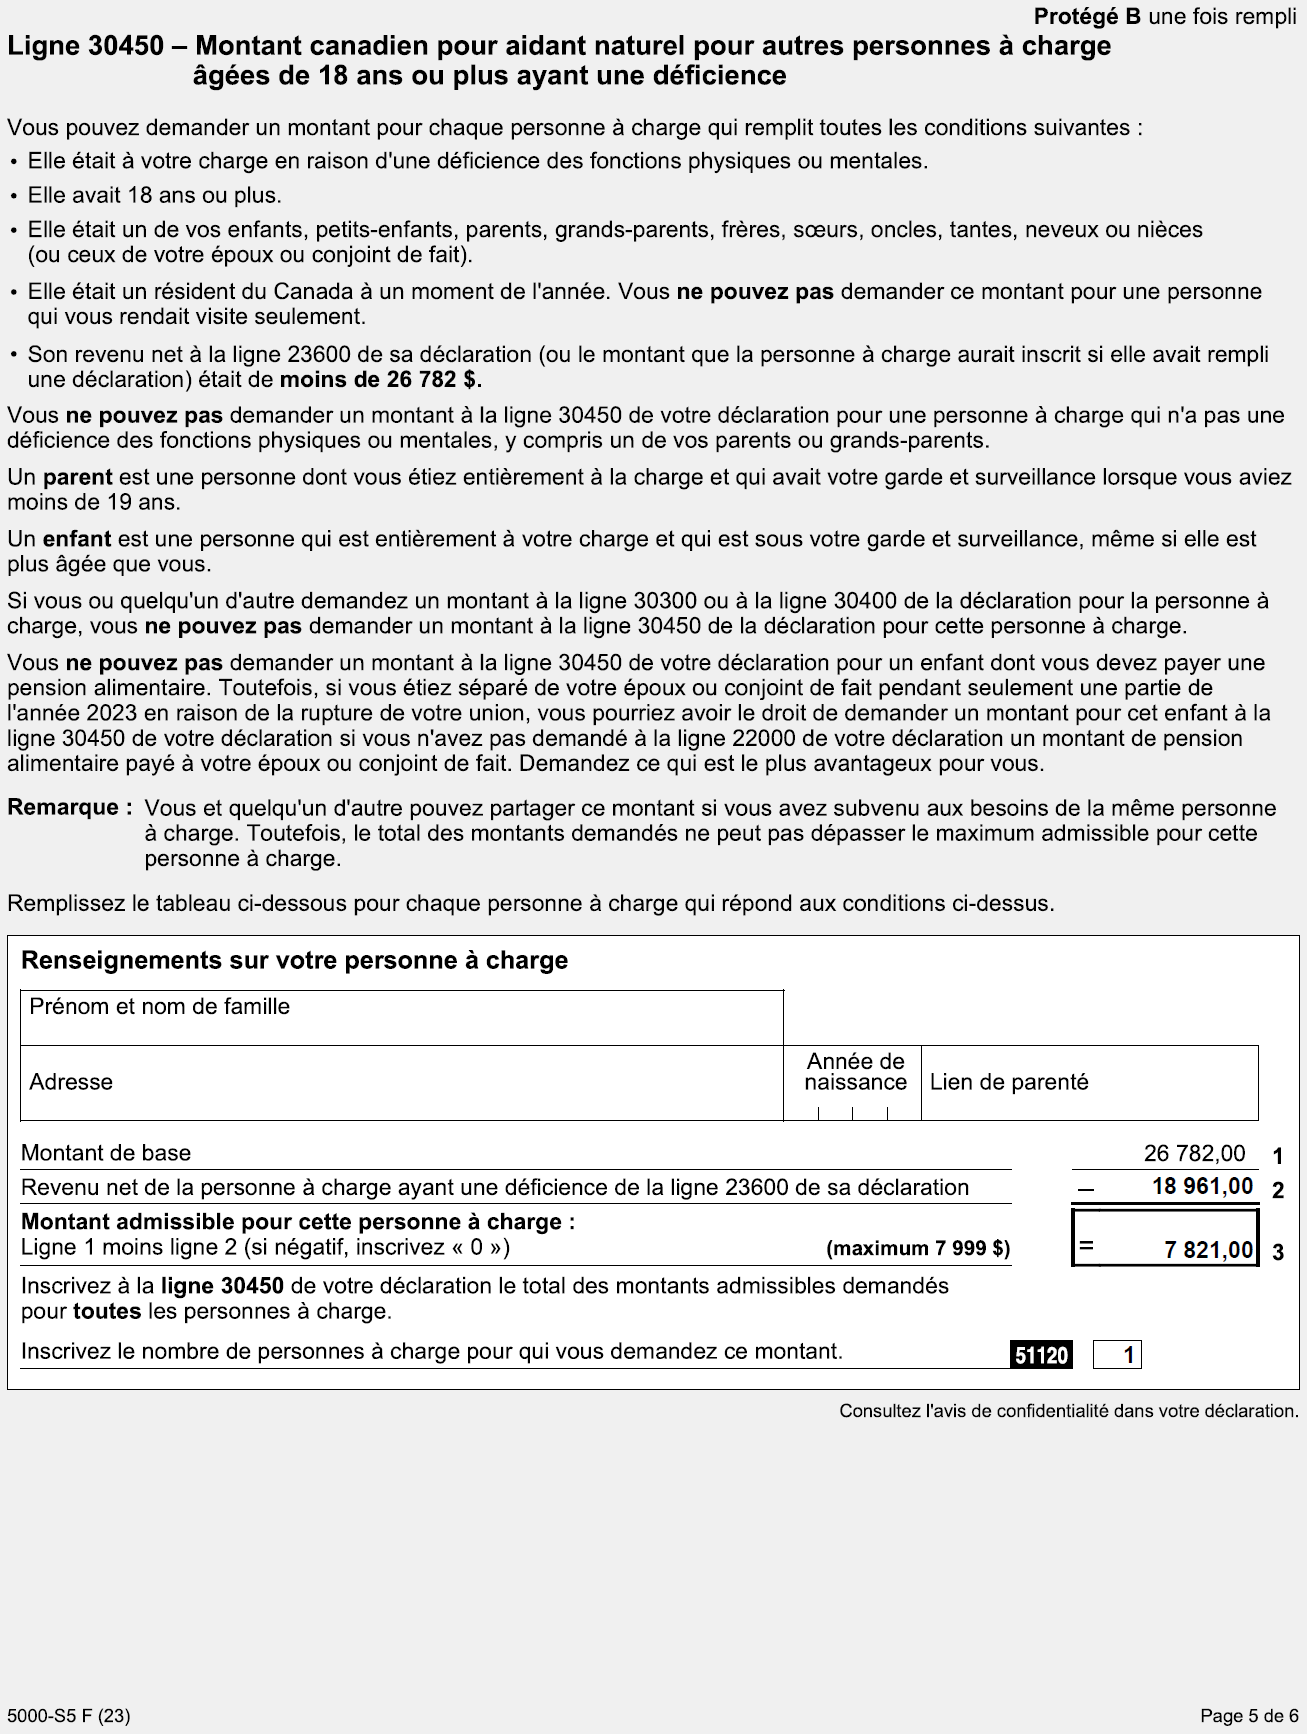 Protégé B une fois rempli
Ligne 30450 – Montant canadien pour aidant naturel pour autres personnes à charge
âgées de 18 ans ou plus ayant une déficience
Vous pouvez demander un montant pour chaque personne à charge qui remplit toutes les conditions suivantes :
• Elle était à votre charge en raison d'une déficience des fonctions physiques ou mentales.
• Elle avait 18 ans ou plus.
• Elle était un de vos enfants, petits-enfants, parents, grands-parents, frères, sœurs, oncles, tantes, neveux ou nièces
(ou ceux de votre époux ou conjoint de fait).
• Elle était un résident du Canada à un moment de l'année. Vous ne pouvez pas demander ce montant pour une personne
qui vous rendait visite seulement.
• Son revenu net à la ligne 23600 de sa déclaration (ou le montant que la personne à charge aurait inscrit si elle avait rempli
une déclaration) était de moins de 26 782 $.
Vous ne pouvez pas demander un montant à la ligne 30450 de votre déclaration pour une personne à charge qui n'a pas une
déficience des fonctions physiques ou mentales, y compris un de vos parents ou grands-parents.
Un parent est une personne dont vous étiez entièrement à la charge et qui avait votre garde et surveillance lorsque vous aviez
moins de 19 ans.
Un enfant est une personne qui est entièrement à votre charge et qui est sous votre garde et surveillance, même si elle est
plus âgée que vous.
Si vous ou quelqu'un d'autre demandez un montant à la ligne 30300 ou à la ligne 30400 de la déclaration pour la personne à
charge, vous ne pouvez pas demander un montant à la ligne 30450 de la déclaration pour cette personne à charge.
Vous ne pouvez pas demander un montant à la ligne 30450 de votre déclaration pour un enfant dont vous devez payer une
pension alimentaire. Toutefois, si vous étiez séparé de votre époux ou conjoint de fait pendant seulement une partie de
l'année 2023 en raison de la rupture de votre union, vous pourriez avoir le droit de demander un montant pour cet enfant à la
ligne 30450 de votre déclaration si vous n'avez pas demandé à la ligne 22000 de votre déclaration un montant de pension
alimentaire payé à votre époux ou conjoint de fait. Demandez ce qui est le plus avantageux pour vous.
Remarque : Vous et quelqu'un d'autre pouvez partager ce montant si vous avez subvenu aux besoins de la même personne
à charge. Toutefois, le total des montants demandés ne peut pas dépasser le maximum admissible pour cette
personne à charge.
Remplissez le tableau ci-dessous pour chaque personne à charge qui répond aux conditions ci-dessus.
Renseignements sur votre personne à charge
Prénom et nom de famille
Adresse
Année de
naissance
Lien de parenté
Montant de base 26 782,00 1
Revenu net de la personne à charge ayant une déficience de la ligne 23600 de sa déclaration – 18 961,00 2
Montant admissible pour cette personne à charge :
Ligne 1 moins ligne 2 (si négatif, inscrivez « 0 ») (maximum 7 999 $) = 7 821,00 3
Inscrivez à la ligne 30450 de votre déclaration le total des montants admissibles demandés
pour toutes les personnes à charge.
Inscrivez le nombre de personnes à charge pour qui vous demandez ce montant. 51120 1
Consultez l'avis de confidentialité dans votre déclaration.
5000-S5 F (23) Page 5 de 6